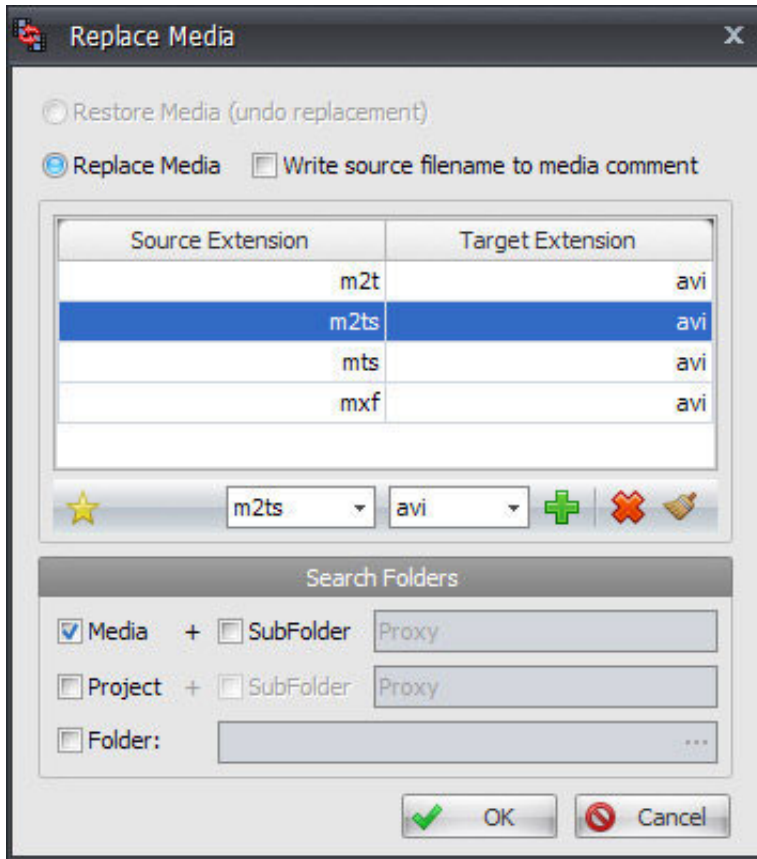 Replace Media
Restore Media (undo replacement)
Replace Media Write source filename to media comment
Source Extension Target Extension
m2t avi
m2ts avi
mts avi
mxf avi
m2ts avi
Search Folders
Media + SubFolder Proxy
Project + SubFolder Proxy
Folder: ...
OK Cancel